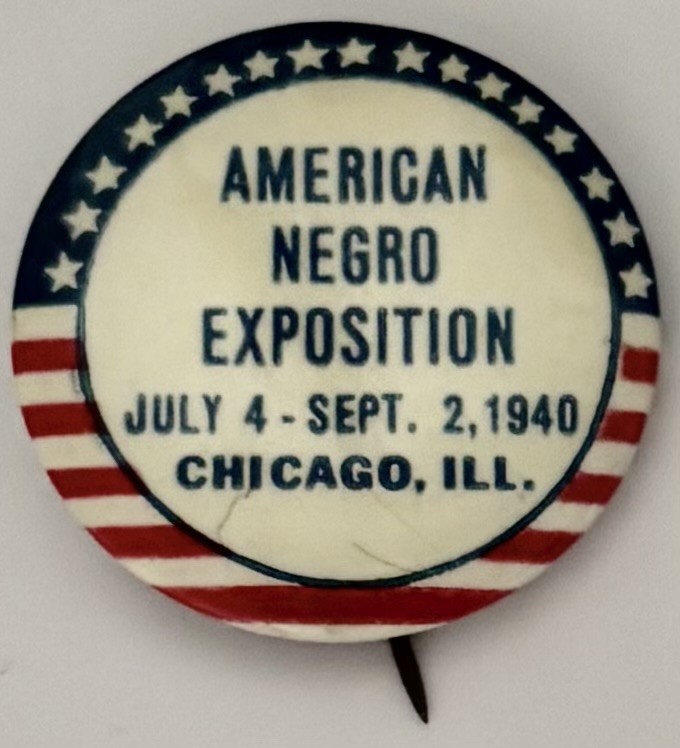 AMERICAN
NEGRO
EXPOSITION
JULY 4 - SEPT. 2, 1940
CHICAGO, ILL.